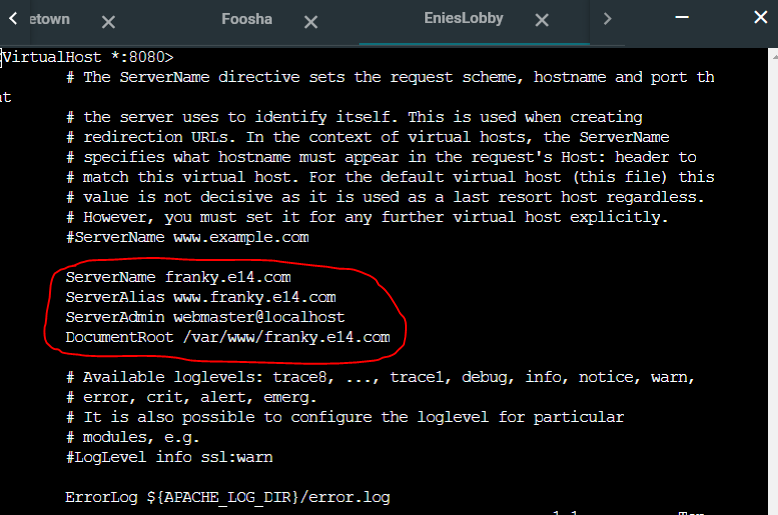 etown
Foosha
EniesLobby
VirtualHost *:8080>
# The ServerName directive sets the request scheme, hostname and port th
at
# the server uses to identify itself. This is used when creating
# redirection URLs. In the context of virtual hosts, the ServerName
# specifies what hostname must appear in the request's Host: header to
# match this virtual host. For the default virtual host (this file) this
# value is not decisive as it is used as a last resort host regardless.
# However, you must set it for any further virtual host explicitly.
#ServerName www.example.com
ServerName franky.e14.com
ServerAlias www.franky.e14.com
ServerAdmin webmaster@localhost
DocumentRoot /var/www/franky.e14.com
# Available loglevels: trace8, ..., trace1, debug, info, notice, warn,
# error, crit, alert, emerg.
# It is also possible to configure the loglevel for particular
# modules, e.g.
#LogLevel info ssl:warn
ErrorLog ${APACHE_LOG_DIR}/error.log